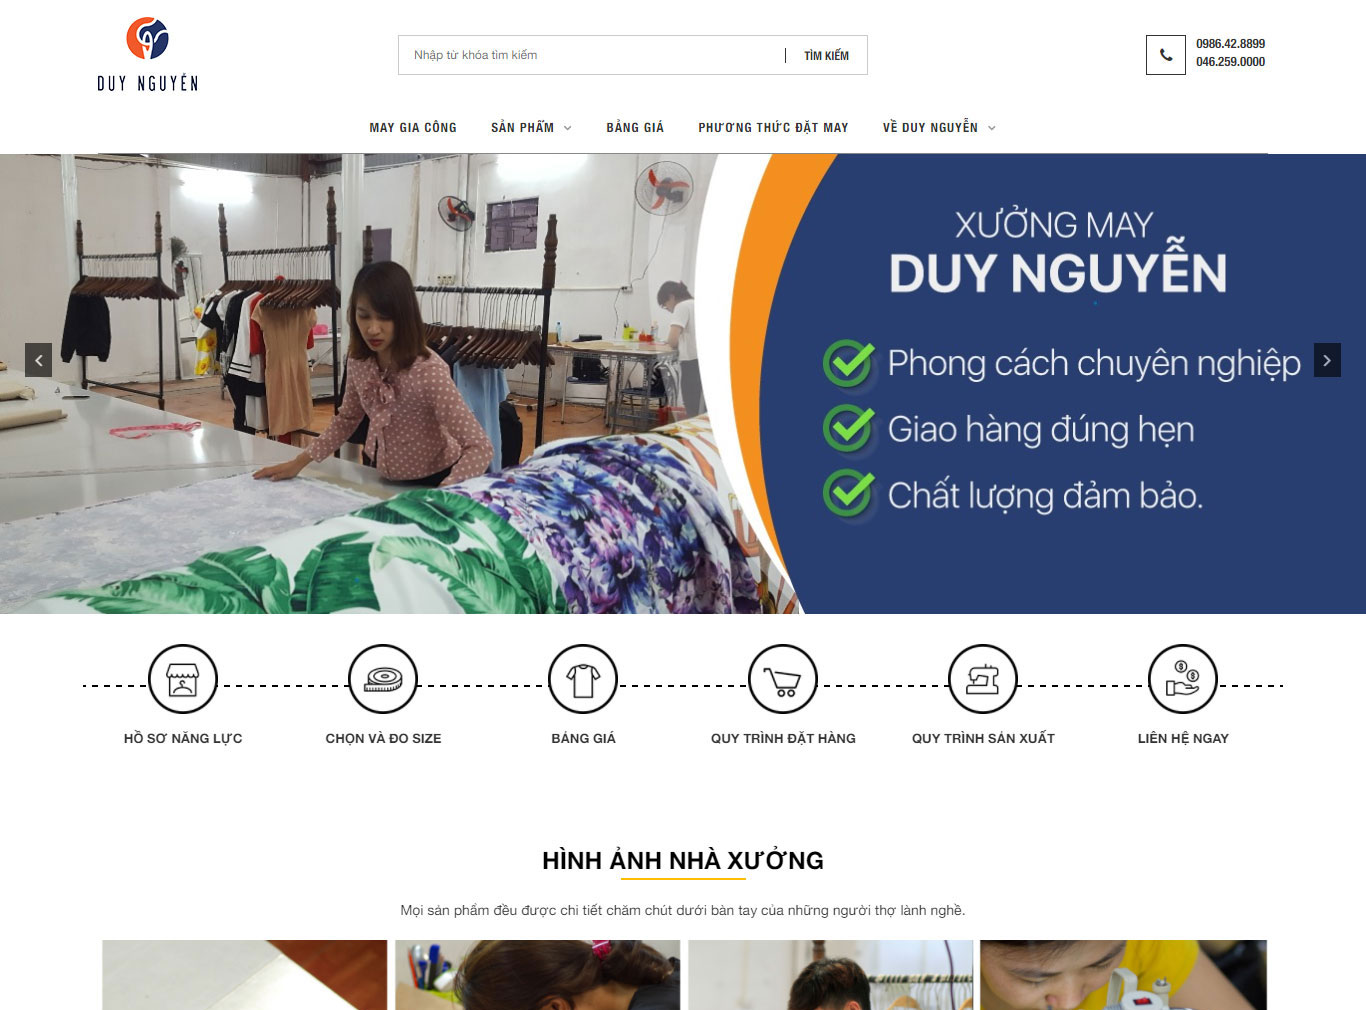 DUY NGUYỄN
Nhập từ khóa tìm kiếm
TÌM KIẾM
0986.42.8899
046.259.0000
MAY GIA CÔNG
SẢN PHẨM
BẢNG GIÁ
PHƯƠNG THỨC ĐẶT MAY
VỀ DUY NGUYỄN
XƯỞNG MAY
DUY NGUYỄN
Phong cách chuyên nghiệp
Giao hàng đúng hẹn
Chất lượng đảm bảo.
HỒ SƠ NĂNG LỰC
CHỌN VÀ ĐO SIZE
BẢNG GIÁ
QUY TRÌNH ĐẶT HÀNG
QUY TRÌNH SẢN XUẤT
LIÊN HỆ NGAY
HÌNH ẢNH NHÀ XƯỞNG
Mọi sản phẩm đều được chi tiết chăm chút dưới bàn tay của những người thợ lành nghề.